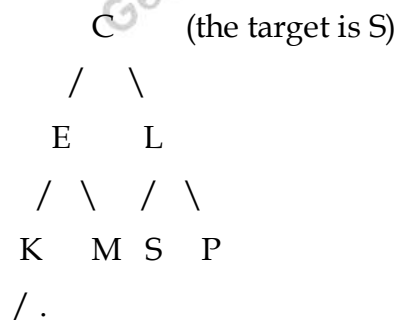 C (the target is S)
/ \
E L
/ \ / \
K M S P
/ .